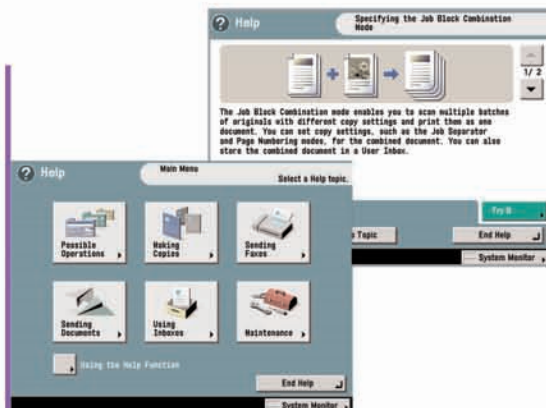 Help
Specifying the Job Block Combination
Mode
1/ 2
The Job Block Combination mode enables you to scan multiple batches
of originals with different copy settings and print them as one
document. You can set copy settings, such as the Job Separator
and Page Numbering modes, for the combined document. You can also
store the combined document in a User Inbox.
Try It
Topic
End Help
System Monitor
Help
Main Menu
Select a Help topic.
Possible
Operations
Making
Copies
Sending
Faxes
Sending
Documents
Using
Inboxes
Maintenance
Using the Help Function
End Help
System Monitor